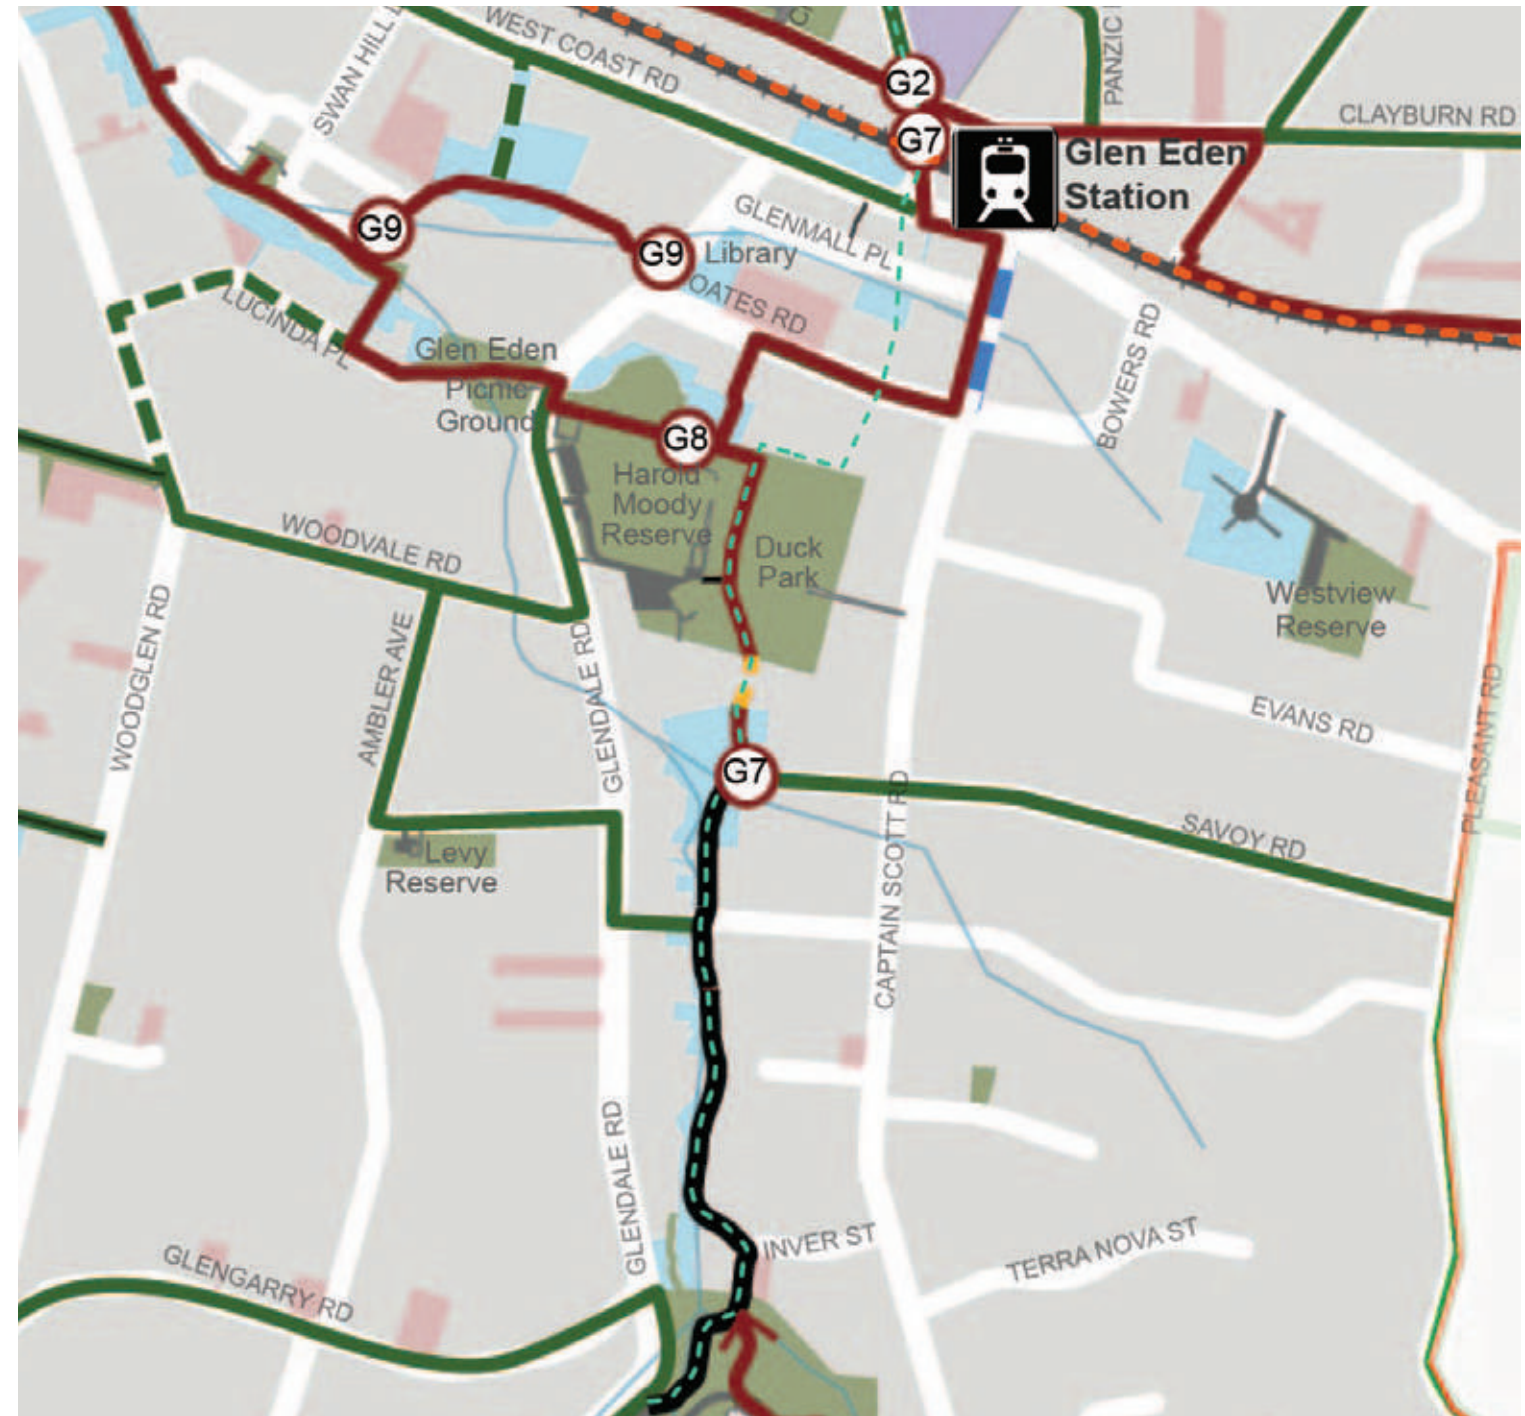 WEST COAST RD
SWAN HILL
PANZIC
G2
CLAYBURN RD
G7
Glen Eden
Station
GLENMALL PL
G9
G9
Library
OATES RD
LUCINDA PL
Glen Eden
Picnic
Ground
BOWERS RD
G8
Harold
Moody
Reserve
Duck
Park
WOODVALE RD
Westview
Reserve
WOODGLEN RD
AMBLER AVE
GLENDALE RD
EVANS RD
PLEASANT RD
G7
CAPTAIN SCOTT RD
SAVOY RD
Levy
Reserve
GLENDALE RD
INVER ST
TERRA NOVA ST
GLENGARRY RD